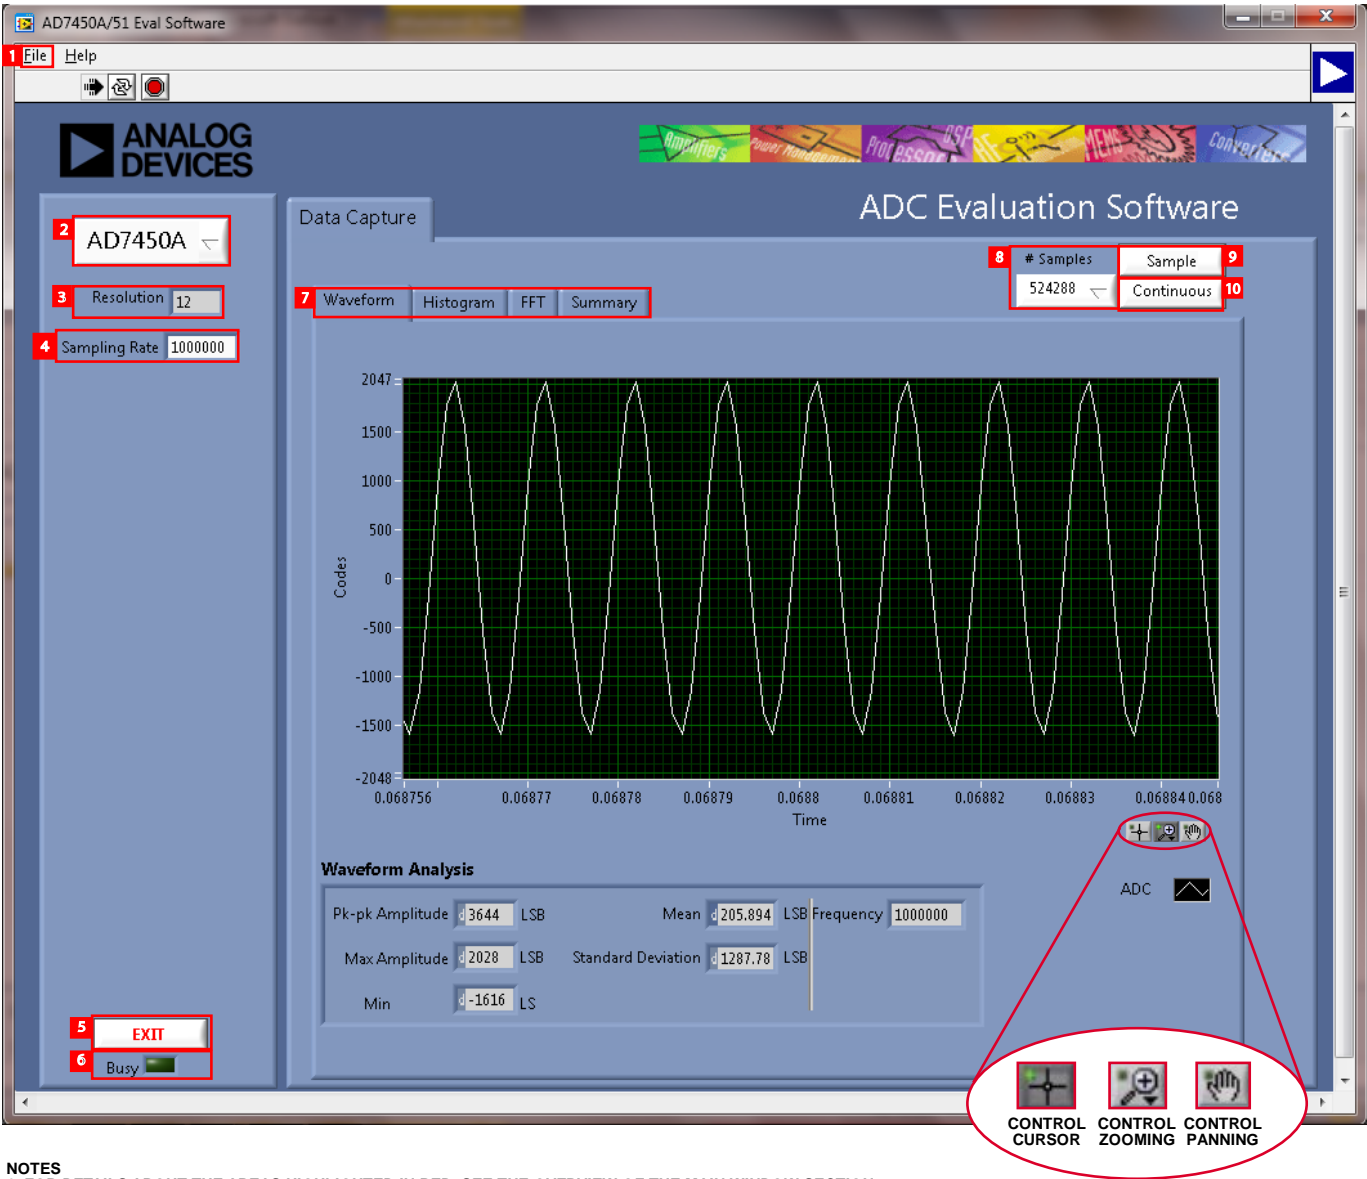 AD7450A/51 Eval Software
1 File Help
ANALOG
DEVICES
Amplifiers Power Management Processors DSP RF MEMS Converters
ADC Evaluation Software
2 AD7450A
3 Resolution 12
4 Sampling Rate 1000000
5 EXIT
6 Busy
Data Capture
8 # Samples
524288
Sample 9
Continuous 10
7 Waveform Histogram FFT Summary
2047
1500
1000
500
0
-500
-1000
-1500
-2048
Codes
0.068756 0.06877 0.06878 0.06879 0.0688 0.06881 0.06882 0.06883 0.06884 0.068
Time
ADC
Waveform Analysis
Pk-pk Amplitude d 3644 LSB Mean d 205.894 LSB Frequency 1000000
Max Amplitude d 2028 LSB Standard Deviation d 1287.78 LSB
Min d -1616 LS
CONTROL CURSOR
CONTROL ZOOMING
CONTROL PANNING
NOTES